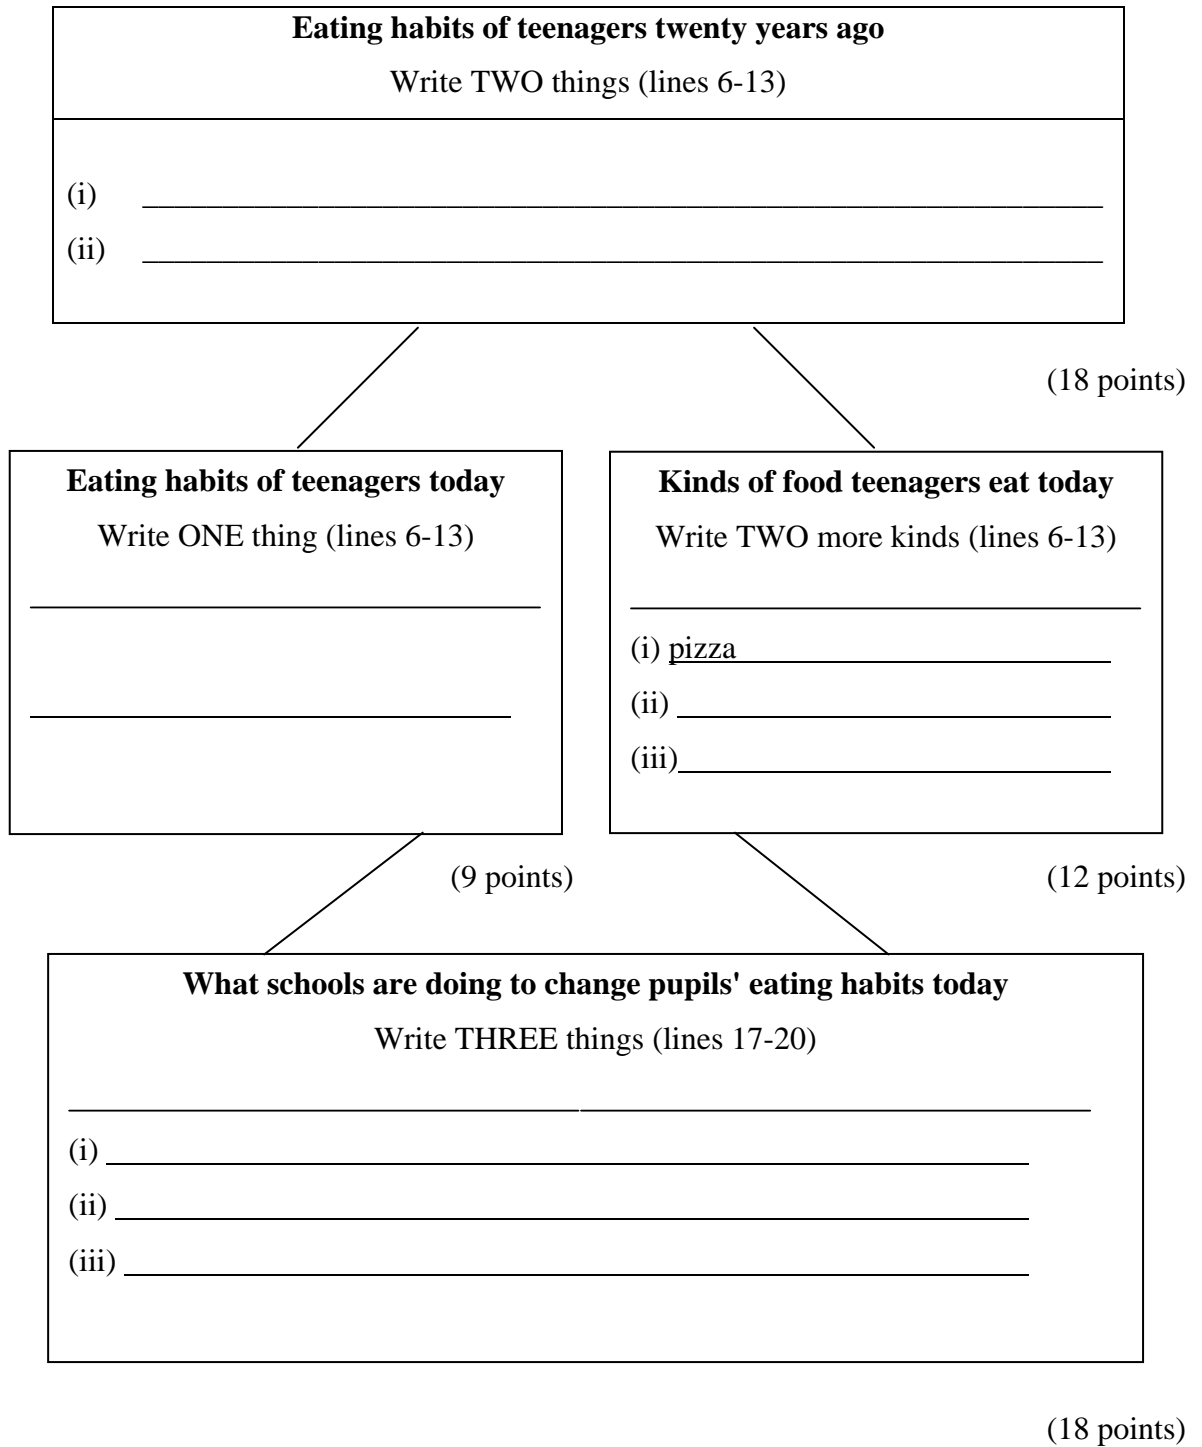 Eating habits of teenagers twenty years ago
Write TWO things (lines 6-13)
(i) ____________________________________________________________
(ii) ____________________________________________________________
(18 points)
Eating habits of teenagers today
Write ONE thing (lines 6-13)
(9 points)
Kinds of food teenagers eat today
Write TWO more kinds (lines 6-13)
(i) pizza
(ii)
(iii)
(12 points)
What schools are doing to change pupils' eating habits today
Write THREE things (lines 17-20)
(i)
(ii)
(iii)
(18 points)